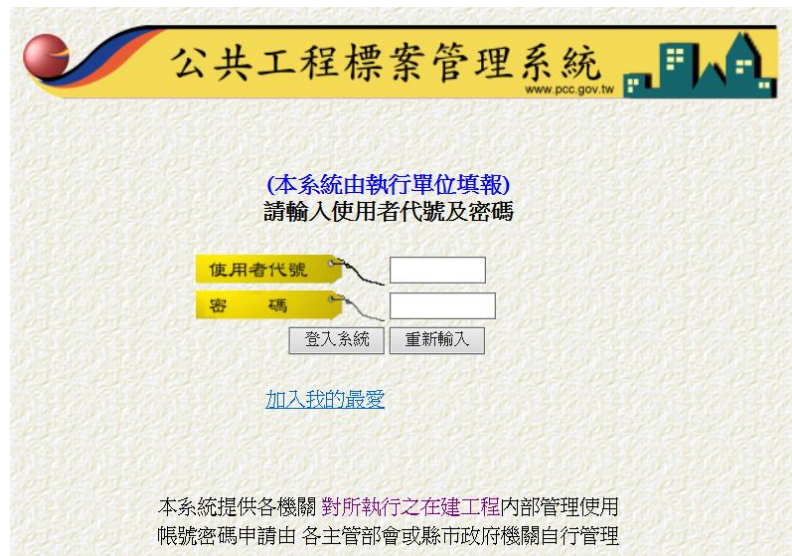 公共工程標案管理系統
www.pcc.gov.tw
(本系統由執行單位填報)
請輸入使用者代號及密碼
使用者代號
密 碼
登入系統 重新輸入
加入我的最愛
本系統提供各機關 對所執行之在建工程內部管理使用
帳號密碼申請由 各主管部會或縣市政府機關自行管理